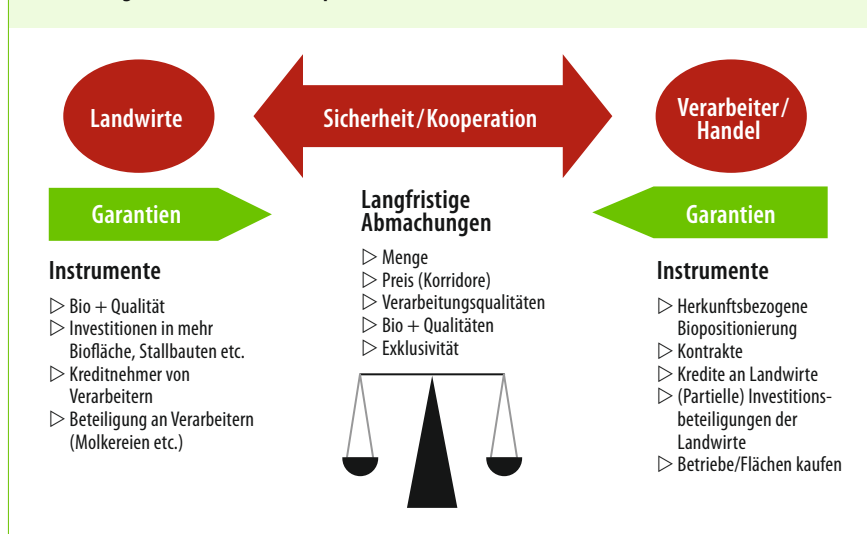 Landwirte
Sicherheit/Kooperation
Verarbeiter/
Handel
Garantien
Instrumente
▷ Bio + Qualität
▷ Investitionen in mehr
Biofläche, Stallbauten etc.
▷ Kreditnehmer von
Verarbeitern
▷ Beteiligung an Verarbeitern
(Molkereien etc.)
Langfristige
Abmachungen
▷ Menge
▷ Preis (Korridore)
▷ Verarbeitungsqualitäten
▷ Bio + Qualitäten
▷ Exklusivität
Garantien
Instrumente
▷ Herkunftsbezogene
Biopositionierung
▷ Kontrakte
▷ Kredite an Landwirte
▷ (Partielle) Investitions-
beteiligungen der
Landwirte
▷ Betriebe/Flächen kaufen